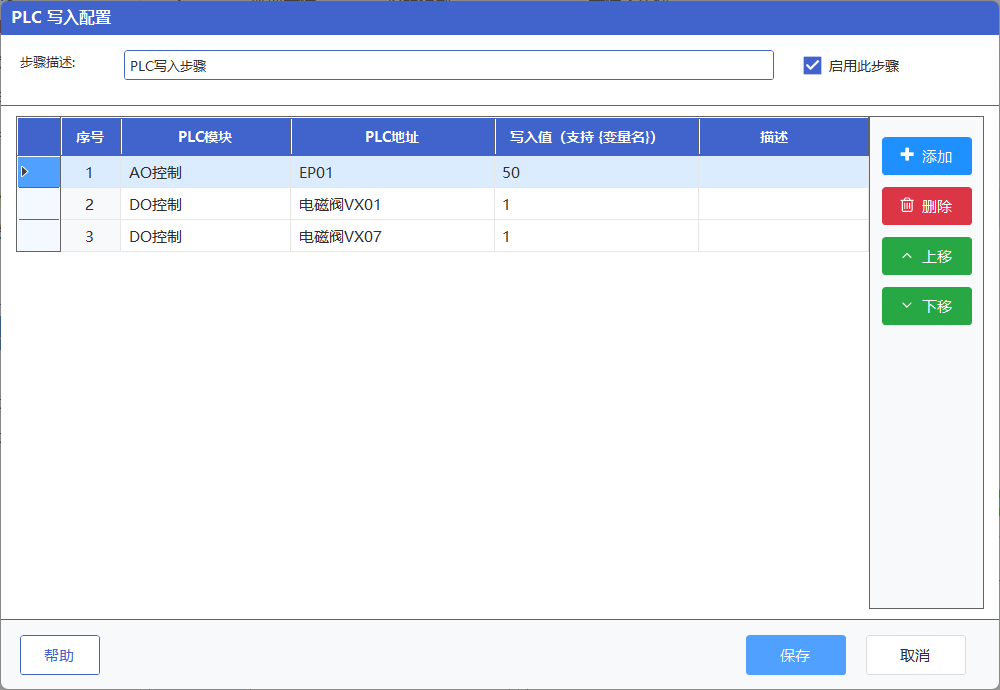 PLC 写入配置
步骤描述: PLC写入步骤 启用此步骤
序号 PLC模块 PLC地址 写入值（支持 {变量名}） 描述
1 AO控制 EP01 50
2 DO控制 电磁阀VX01 1
3 DO控制 电磁阀VX07 1
添加
删除
上移
下移
帮助 保存 取消